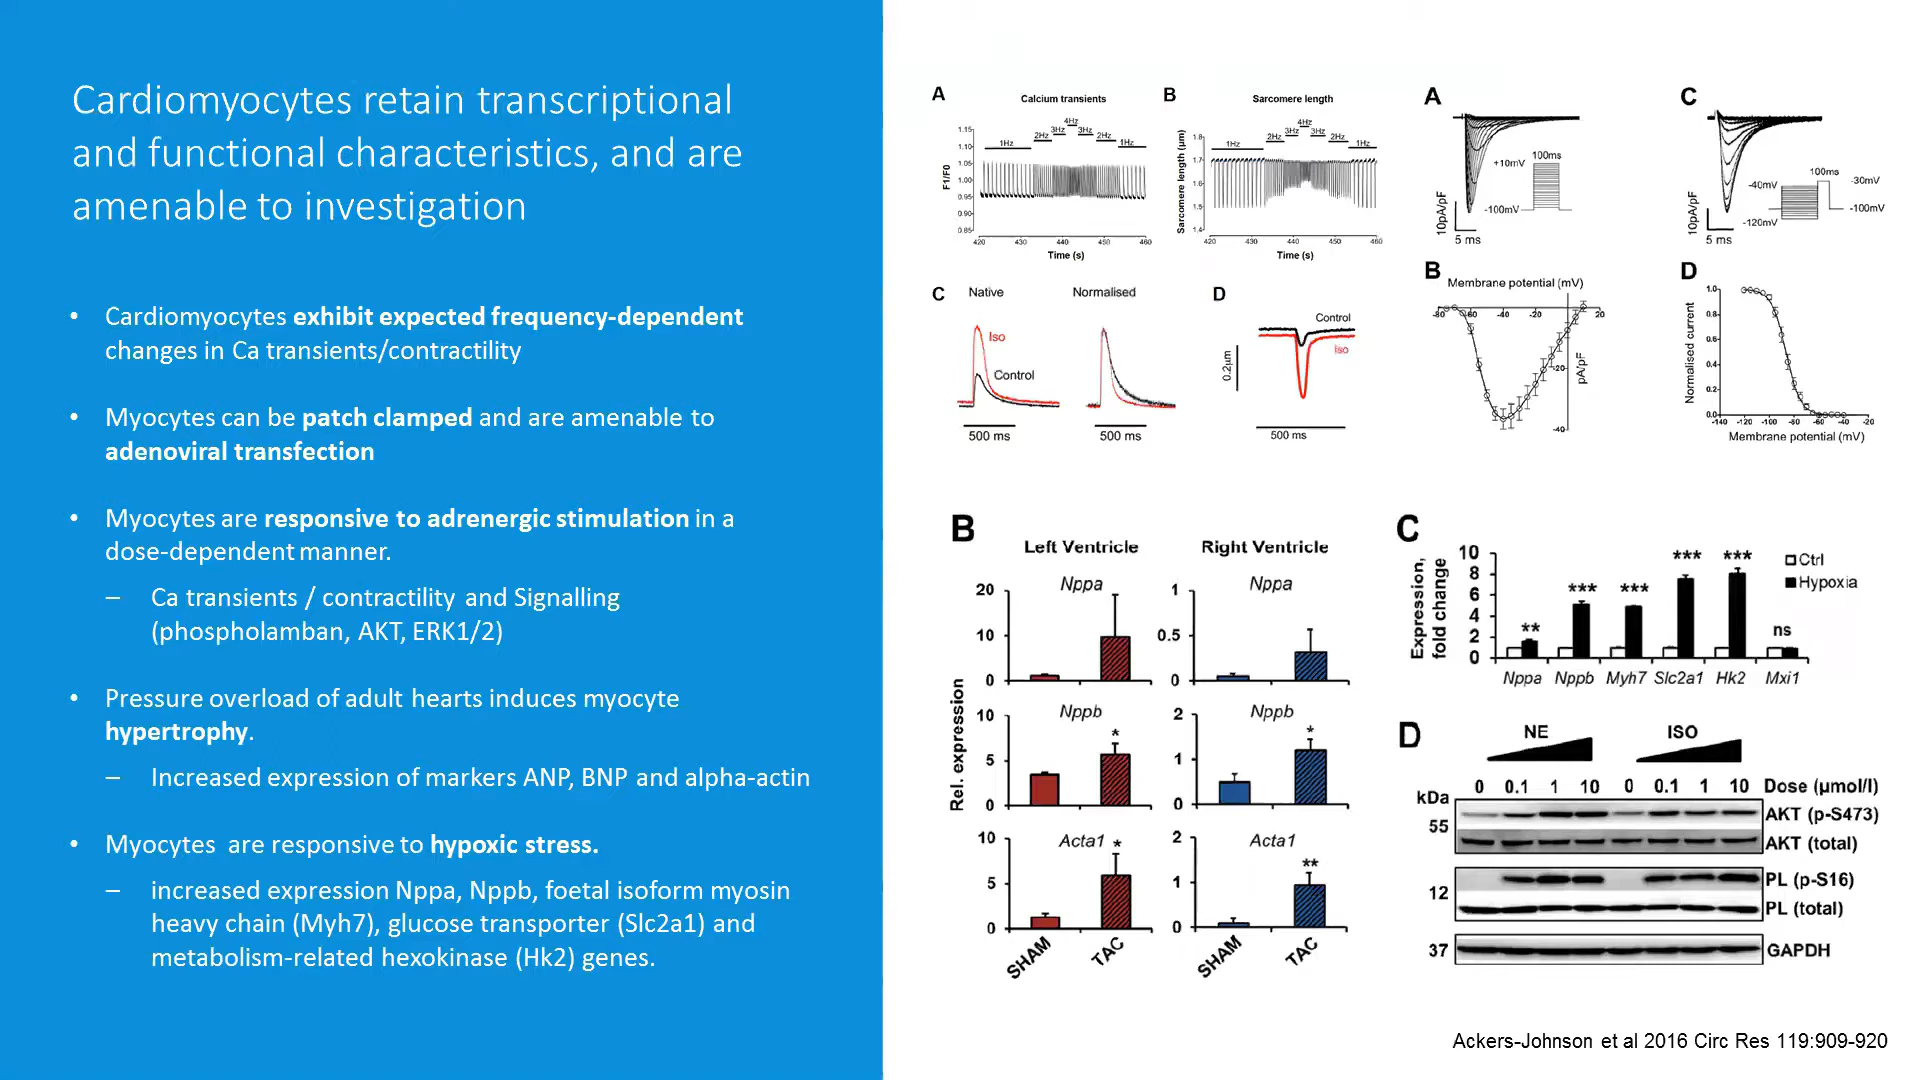 Cardiomyocytes retain transcriptional
and functional characteristics, and are
amenable to investigation
• Cardiomyocytes exhibit expected frequency-dependent
changes in Ca transients/contractility
• Myocytes can be patch clamped and are amenable to
adenoviral transfection
• Myocytes are responsive to adrenergic stimulation in a
dose-dependent manner.
– Ca transients / contractility and Signalling
(phospholamban, AKT, ERK1/2)
• Pressure overload of adult hearts induces myocyte
hypertrophy.
– Increased expression of markers ANP, BNP and alpha-actin
• Myocytes are responsive to hypoxic stress.
– increased expression Nppa, Nppb, foetal isoform myosin
heavy chain (Myh7), glucose transporter (Slc2a1) and
metabolism-related hexokinase (Hk2) genes.
A
Calcium transients
1Hz 2Hz 3Hz 4Hz 3Hz 2Hz 1Hz
F1/F0
1.15
1.10
1.05
1.00
0.95
0.90
0.85
420 430 440 450 460
Time (s)
B
Sarcomere length
1Hz 2Hz 3Hz 4Hz 3Hz 2Hz 1Hz
Sarcomere length (µm)
1.8
1.7
1.6
1.5
1.4
420 430 440 450 460
Time (s)
C
Native Normalised
Iso
Control
500 ms 500 ms
D
Control
Iso
0.2µm
500 ms
A
100ms
+10mV
-100mV
10pA/pF
5 ms
C
100ms
-40mV -30mV
-100mV
-120mV
10pA/pF
5 ms
B
Membrane potential (mV)
-80 -60 -40 -20 20
-20
-40
pA/pF
D
Normalised current
1.0
0.8
0.6
0.4
0.2
0.0
-140 -120 -100 -80 -60 -40 -20
Membrane potential (mV)
B
Left Ventricle Right Ventricle
Rel. expression
Nppa Nppa
20 1
10 0.5
0 0
Nppb Nppb
10 2
* *
5 1
0 0
Acta1 Acta1
10 2
* **
5 1
0 0
SHAM TAC SHAM TAC
C
Expression,
fold change
10
8
6
4
2
0
** *** *** *** *** ns
Ctrl
Hypoxia
Nppa Nppb Myh7 Slc2a1 Hk2 Mxi1
D
NE ISO
0 0.1 1 10 0 0.1 1 10 Dose (µmol/l)
kDa
55
AKT (p-S473)
AKT (total)
12
PL (p-S16)
PL (total)
37 GAPDH
Ackers-Johnson et al 2016 Circ Res 119:909-920